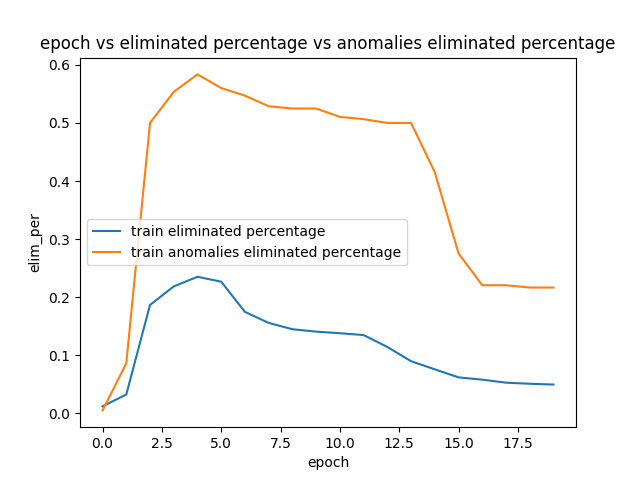 epoch vs eliminated percentage vs anomalies eliminated percentage
0.6
0.5
0.4
0.3
0.2
0.1
0.0
elim_per
train eliminated percentage
train anomalies eliminated percentage
0.0 2.5 5.0 7.5 10.0 12.5 15.0 17.5
epoch